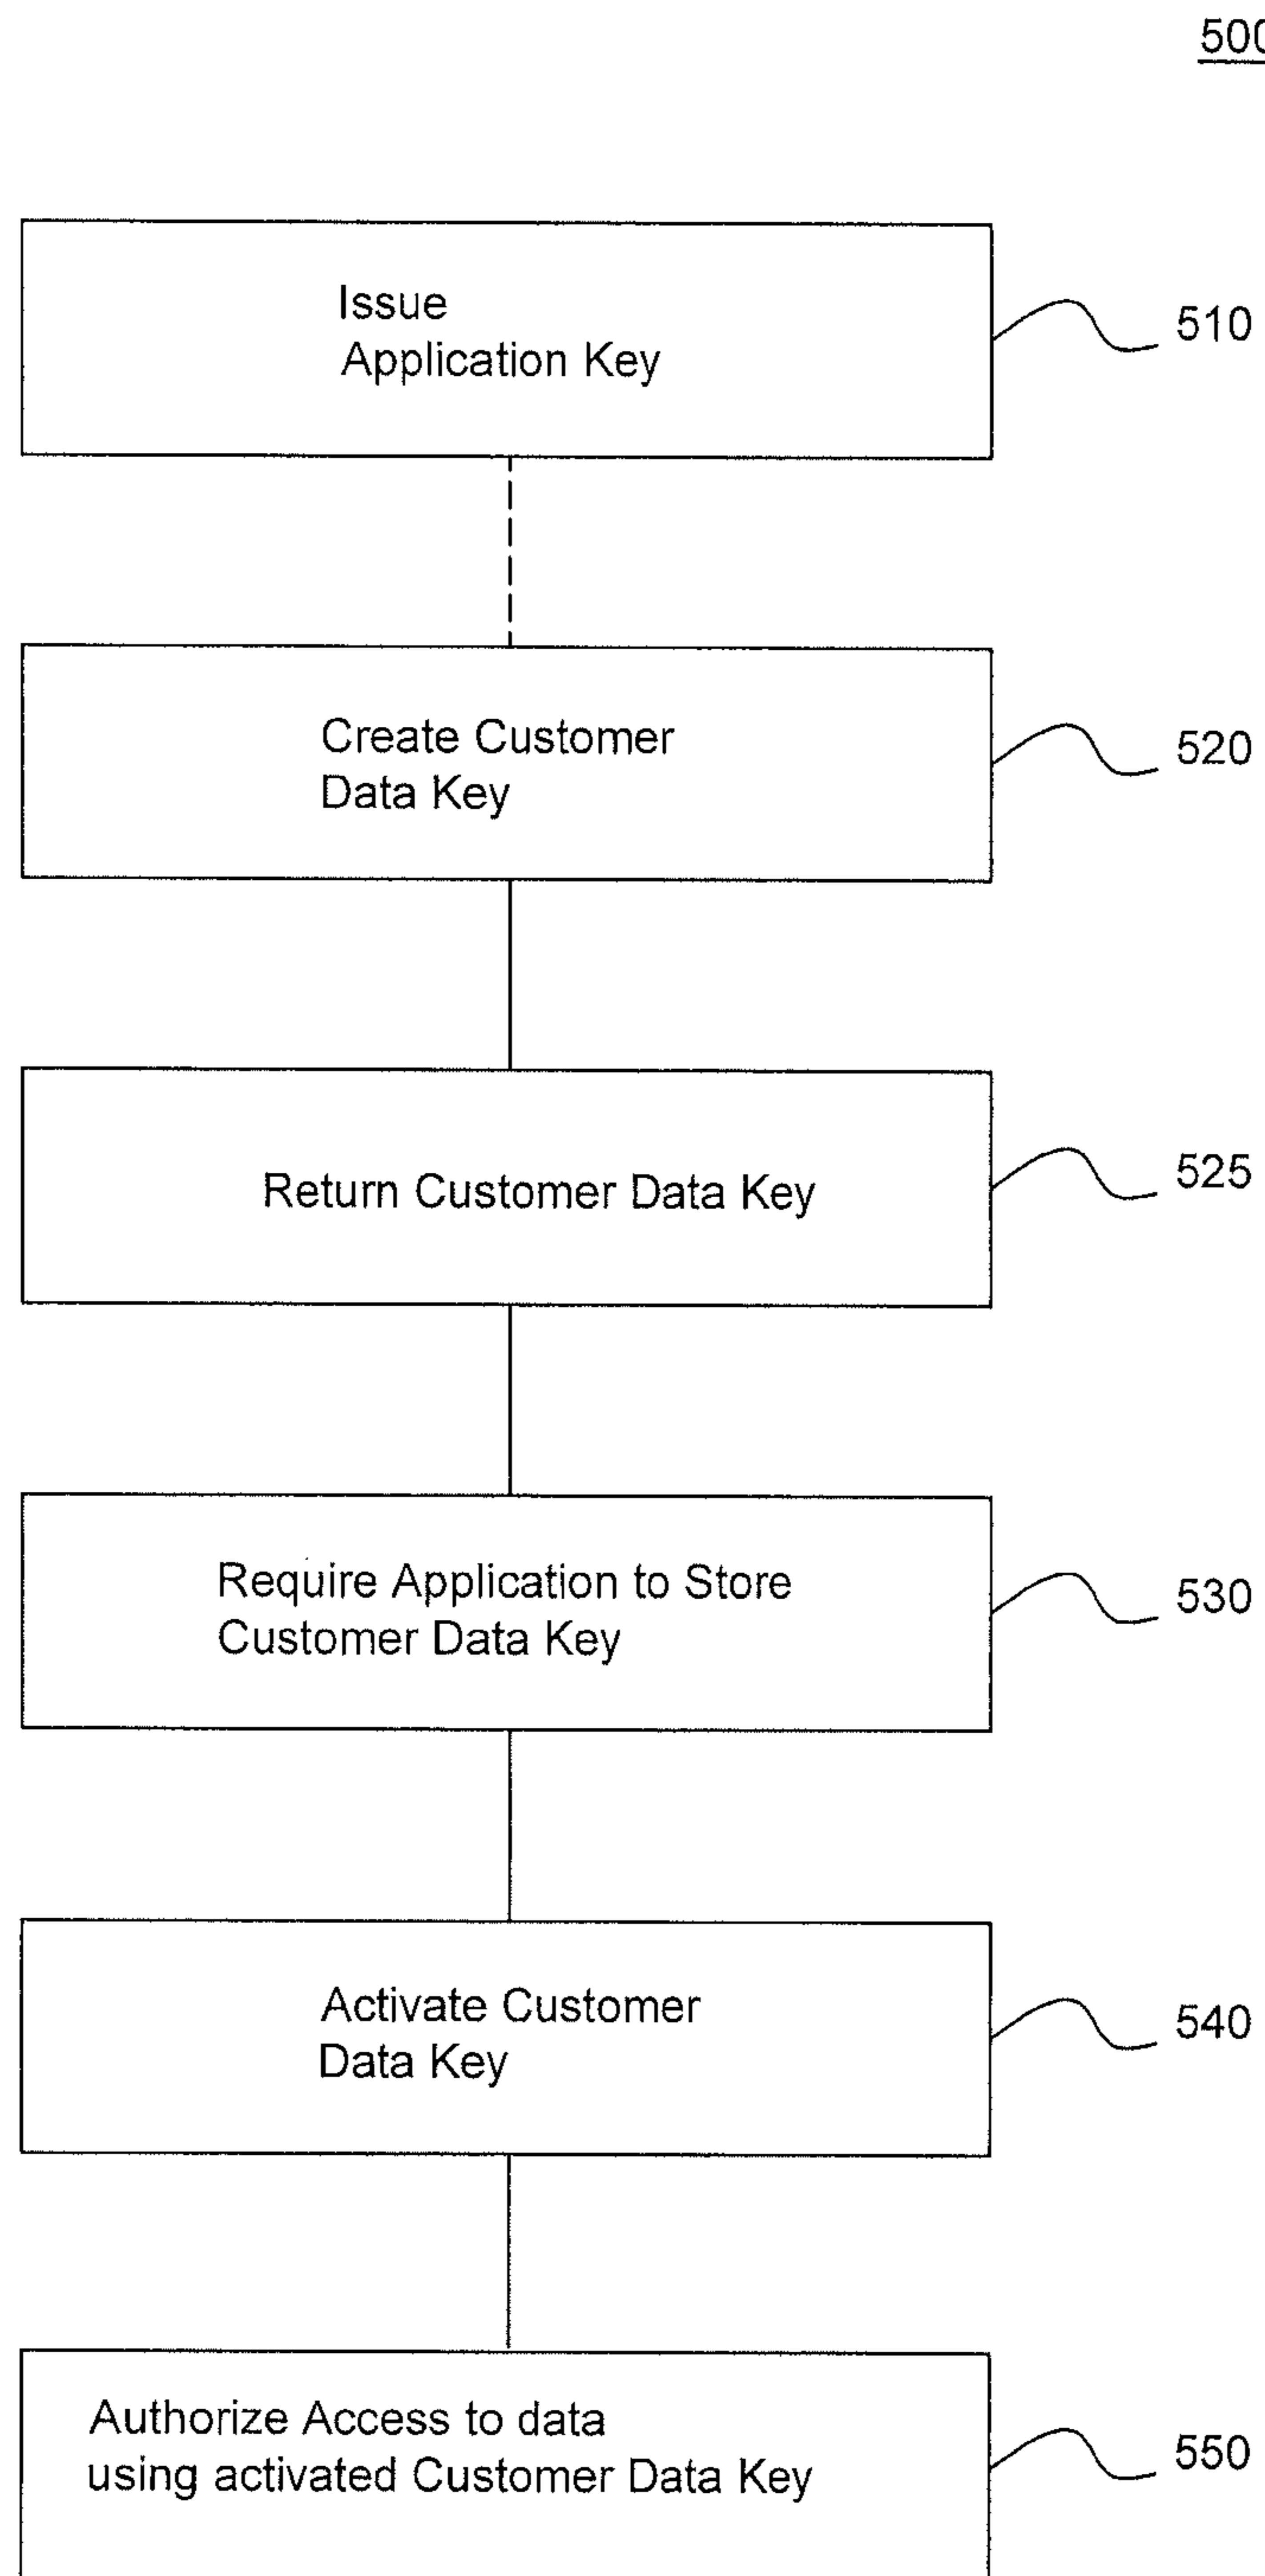 500
Issue
Application Key
510
Create Customer
Data Key
520
Return Customer Data Key
525
Require Application to Store
Customer Data Key
530
Activate Customer
Data Key
540
Authorize Access to data
using activated Customer Data Key
550